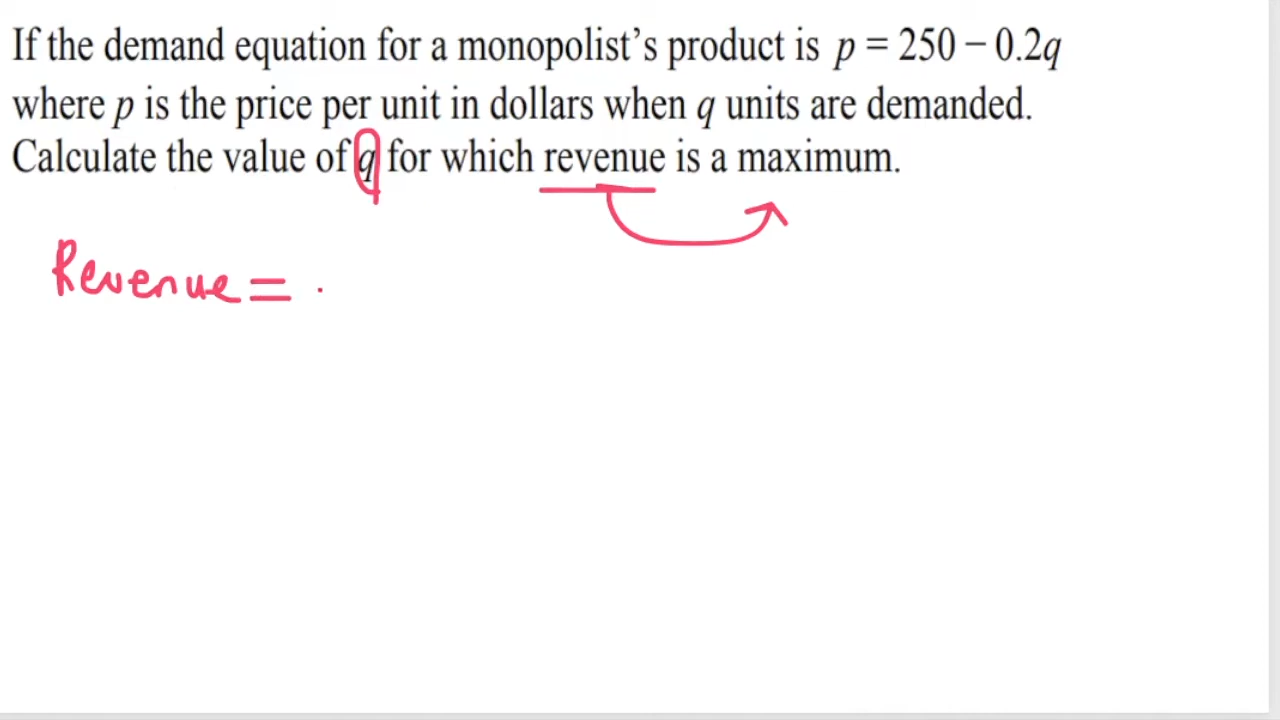 If the demand equation for a monopolist’s product is p = 250 − 0.2q
where p is the price per unit in dollars when q units are demanded.
Calculate the value of q for which revenue is a maximum.
Revenue =